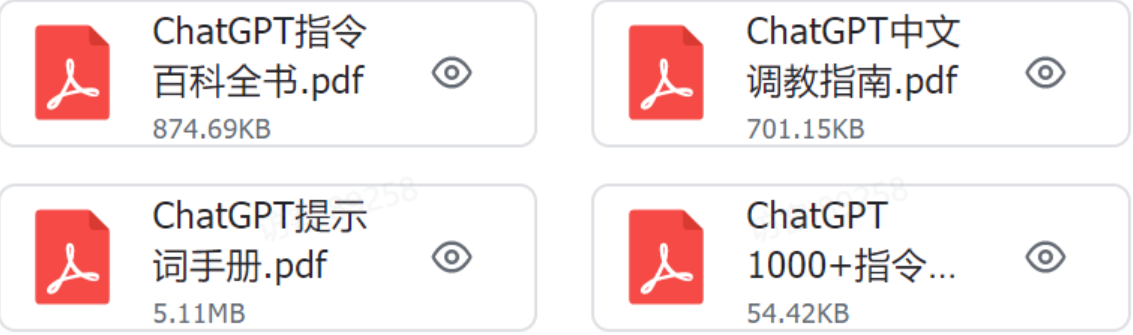 ChatGPT指令
百科全书.pdf
874.69KB
ChatGPT中文
调教指南.pdf
701.15KB
ChatGPT提示
词手册.pdf
5.11MB
ChatGPT
1000+指令...
54.42KB